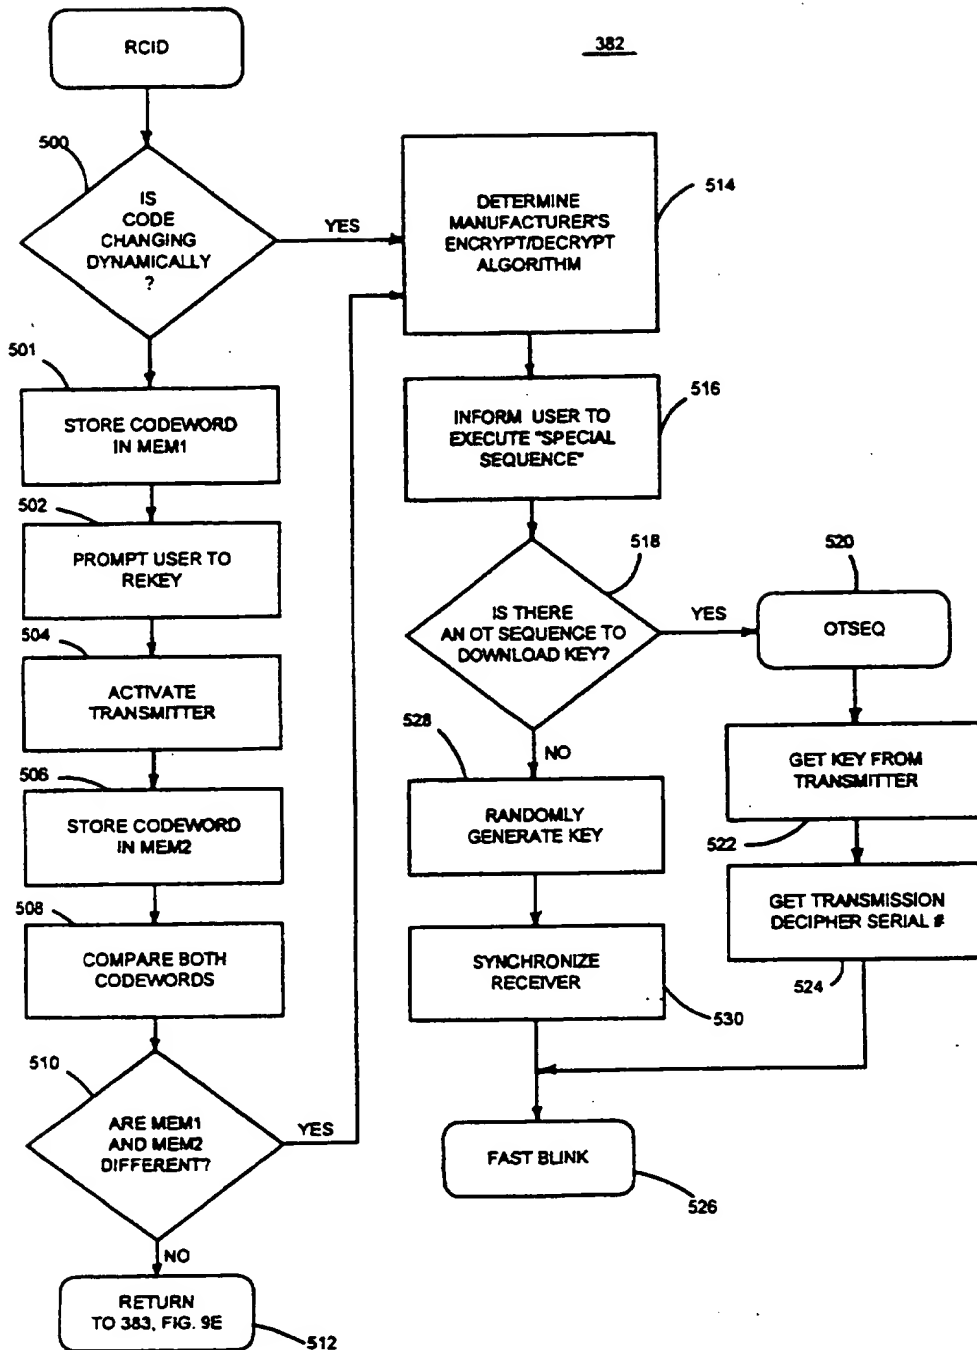 RCID
382
500
IS
CODE
CHANGING
DYNAMICALLY
?
YES
501
STORE CODEWORD
IN MEM1
502
PROMPT USER TO
REKEY
504
ACTIVATE
TRANSMITTER
506
STORE CODEWORD
IN MEM2
508
COMPARE BOTH
CODEWORDS
510
ARE MEM1
AND MEM2
DIFFERENT?
YES
NO
RETURN
TO 383, FIG. 9E
512
DETERMINE
MANUFACTURER'S
ENCRYPT/DECRYPT
ALGORITHM
514
INFORM USER TO
EXECUTE "SPECIAL
SEQUENCE"
516
518
IS THERE
AN OT SEQUENCE TO
DOWNLOAD KEY?
YES
NO
520
OTSEQ
GET KEY FROM
TRANSMITTER
522
GET TRANSMISSION
DECIPHER SERIAL #
524
528
RANDOMLY
GENERATE KEY
SYNCHRONIZE
RECEIVER
530
FAST BLINK
526